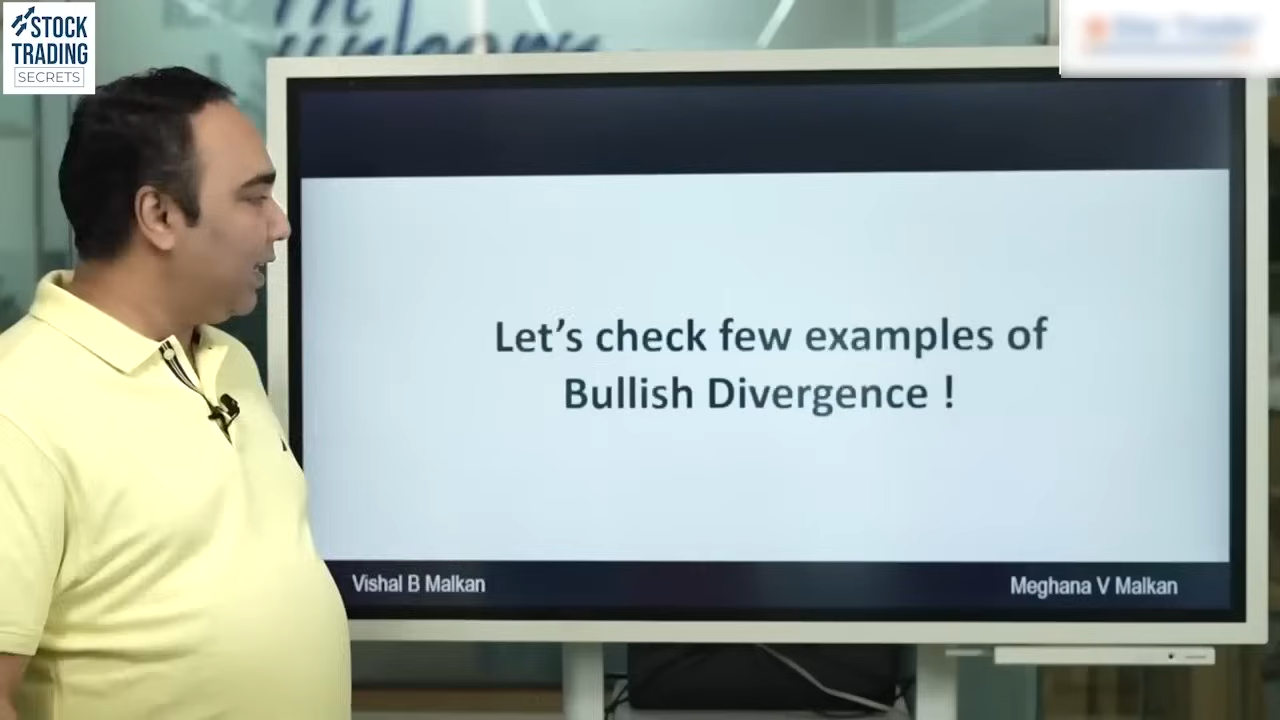 STOCK
TRADING
SECRETS
Let's check few examples of
Bullish Divergence !
Vishal B Malkan
Meghana V Malkan